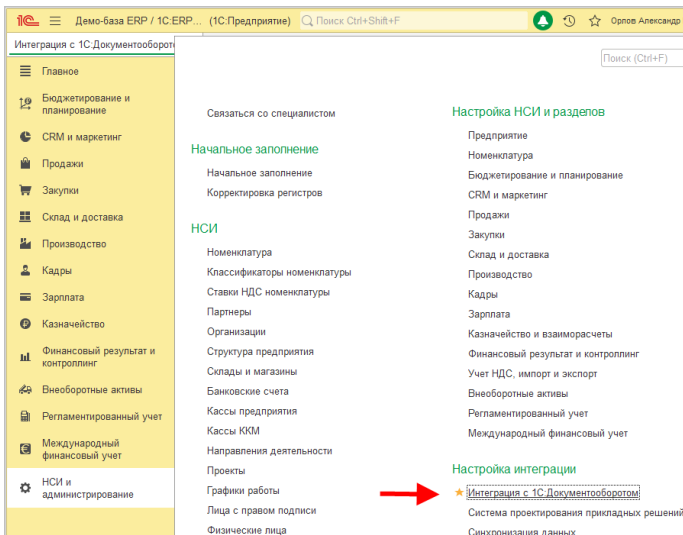 1С Демо-база ERP / 1С:ERP... (1С:Предприятие) Поиск Ctrl+Shift+F Орлов Александр
Интеграция с 1С:Документооборот
Поиск (Ctrl+F)
Главное
Бюджетирование и
планирование
CRM и маркетинг
Продажи
Закупки
Склад и доставка
Производство
Кадры
Зарплата
Казначейство
Финансовый результат и
контроллинг
Внеоборотные активы
Регламентированный учет
Международный
финансовый учет
НСИ и
администрирование
Связаться со специалистом
Начальное заполнение
Начальное заполнение
Корректировка регистров
НСИ
Номенклатура
Классификаторы номенклатуры
Ставки НДС номенклатуры
Партнеры
Организации
Структура предприятия
Склады и магазины
Банковские счета
Кассы предприятия
Кассы ККМ
Направления деятельности
Проекты
Графики работы
Лица с правом подписи
Физические лица
Настройка НСИ и разделов
Предприятие
Номенклатура
Бюджетирование и планирование
CRM и маркетинг
Продажи
Закупки
Склад и доставка
Производство
Кадры
Зарплата
Казначейство и взаиморасчеты
Финансовый результат и контроллинг
Учет НДС, импорт и экспорт
Внеоборотные активы
Регламентированный учет
Международный финансовый учет
Настройка интеграции
Интеграция с 1С:Документооборотом
Система проектирования прикладных решений
Синхронизация данных